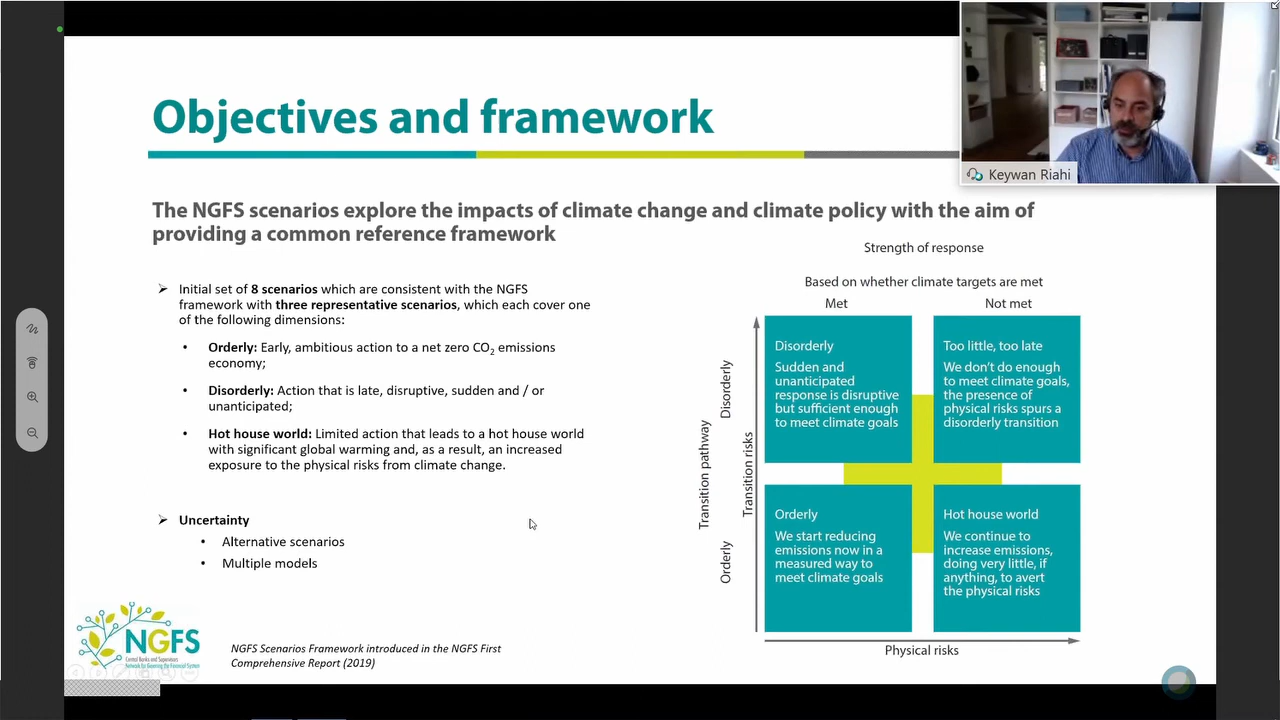 Objectives and framework
Keywan Riahi
The NGFS scenarios explore the impacts of climate change and climate policy with the aim of
providing a common reference framework
Initial set of 8 scenarios which are consistent with the NGFS
framework with three representative scenarios, which each cover one
of the following dimensions:
Orderly: Early, ambitious action to a net zero CO2 emissions
economy;
Disorderly: Action that is late, disruptive, sudden and / or
unanticipated;
Hot house world: Limited action that leads to a hot house world
with significant global warming and, as a result, an increased
exposure to the physical risks from climate change.
Uncertainty
Alternative scenarios
Multiple models
Strength of response
Based on whether climate targets are met
Met
Not met
Transition pathway
Disorderly
Orderly
Transition risks
Disorderly
Sudden and
unanticipated
response is disruptive
but sufficient enough
to meet climate goals
Too little, too late
We don't do enough
to meet climate goals,
the presence of
physical risks spurs a
disorderly transition
Orderly
We start reducing
emissions now in a
measured way to
meet climate goals
Hot house world
We continue to
increase emissions,
doing very little, if
anything, to avert
the physical risks
Physical risks
NGFS
Central Banks and Supervisors
Network for Greening the Financial System
NGFS Scenarios Framework introduced in the NGFS First
Comprehensive Report (2019)